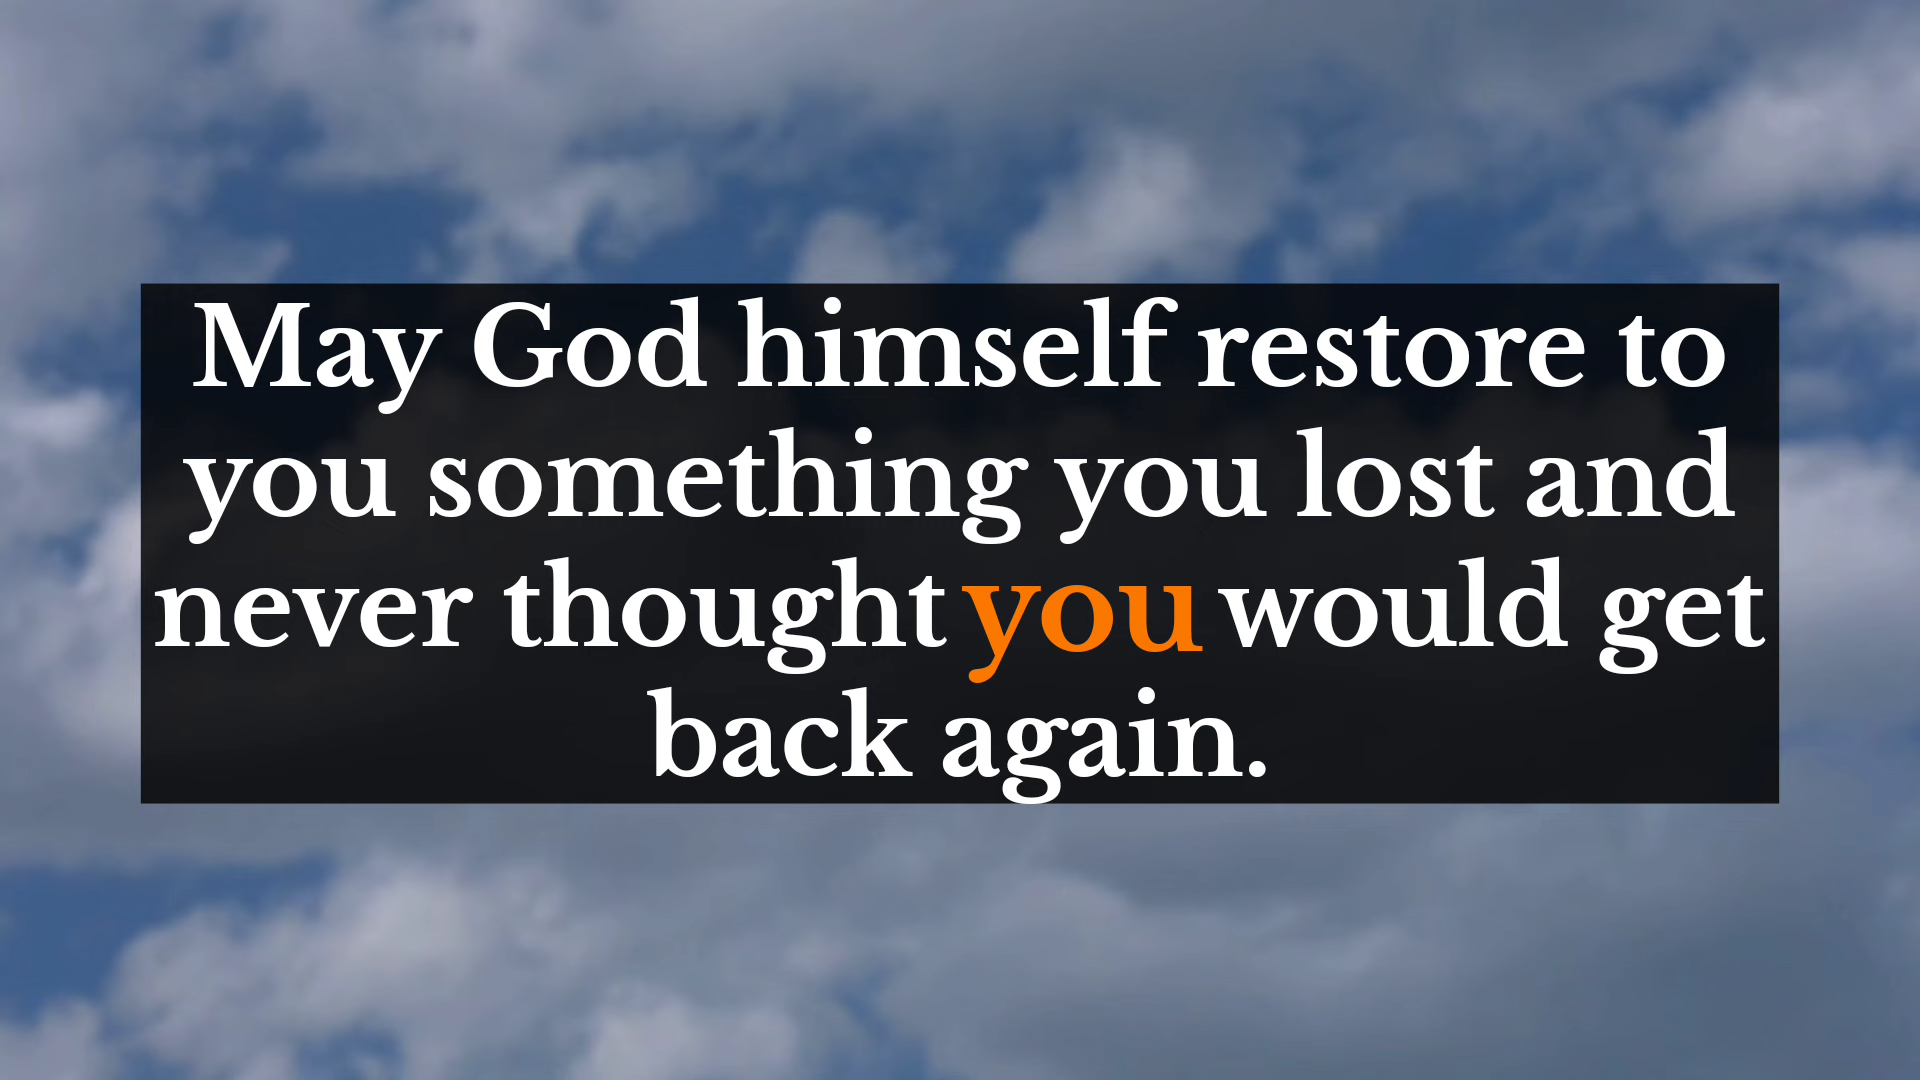 May God himself restore to
you something you lost and
never thought you would get
back again.